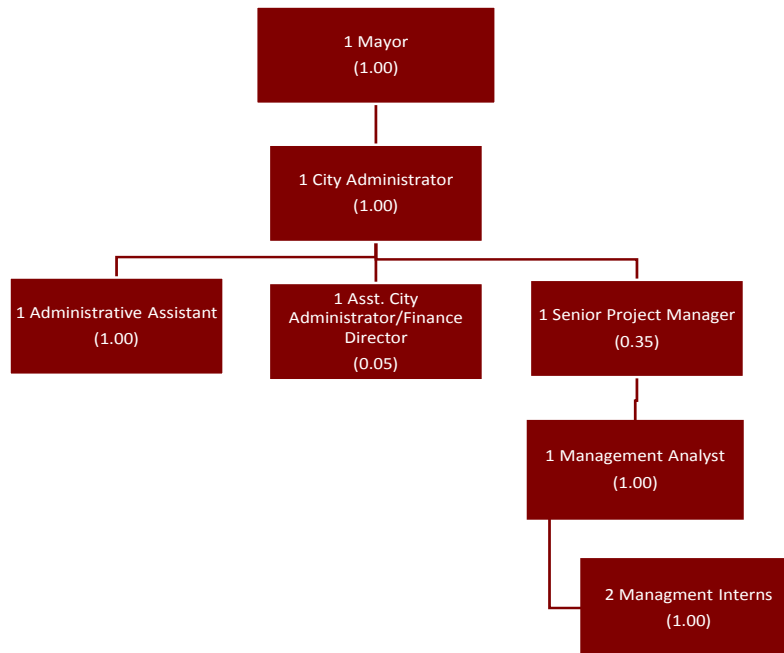 1 Mayor
(1.00)
1 City Administrator
(1.00)
1 Administrative Assistant
(1.00)
1 Asst. City
Administrator/Finance
Director
(0.05)
1 Senior Project Manager
(0.35)
1 Management Analyst
(1.00)
2 Managment Interns
(1.00)